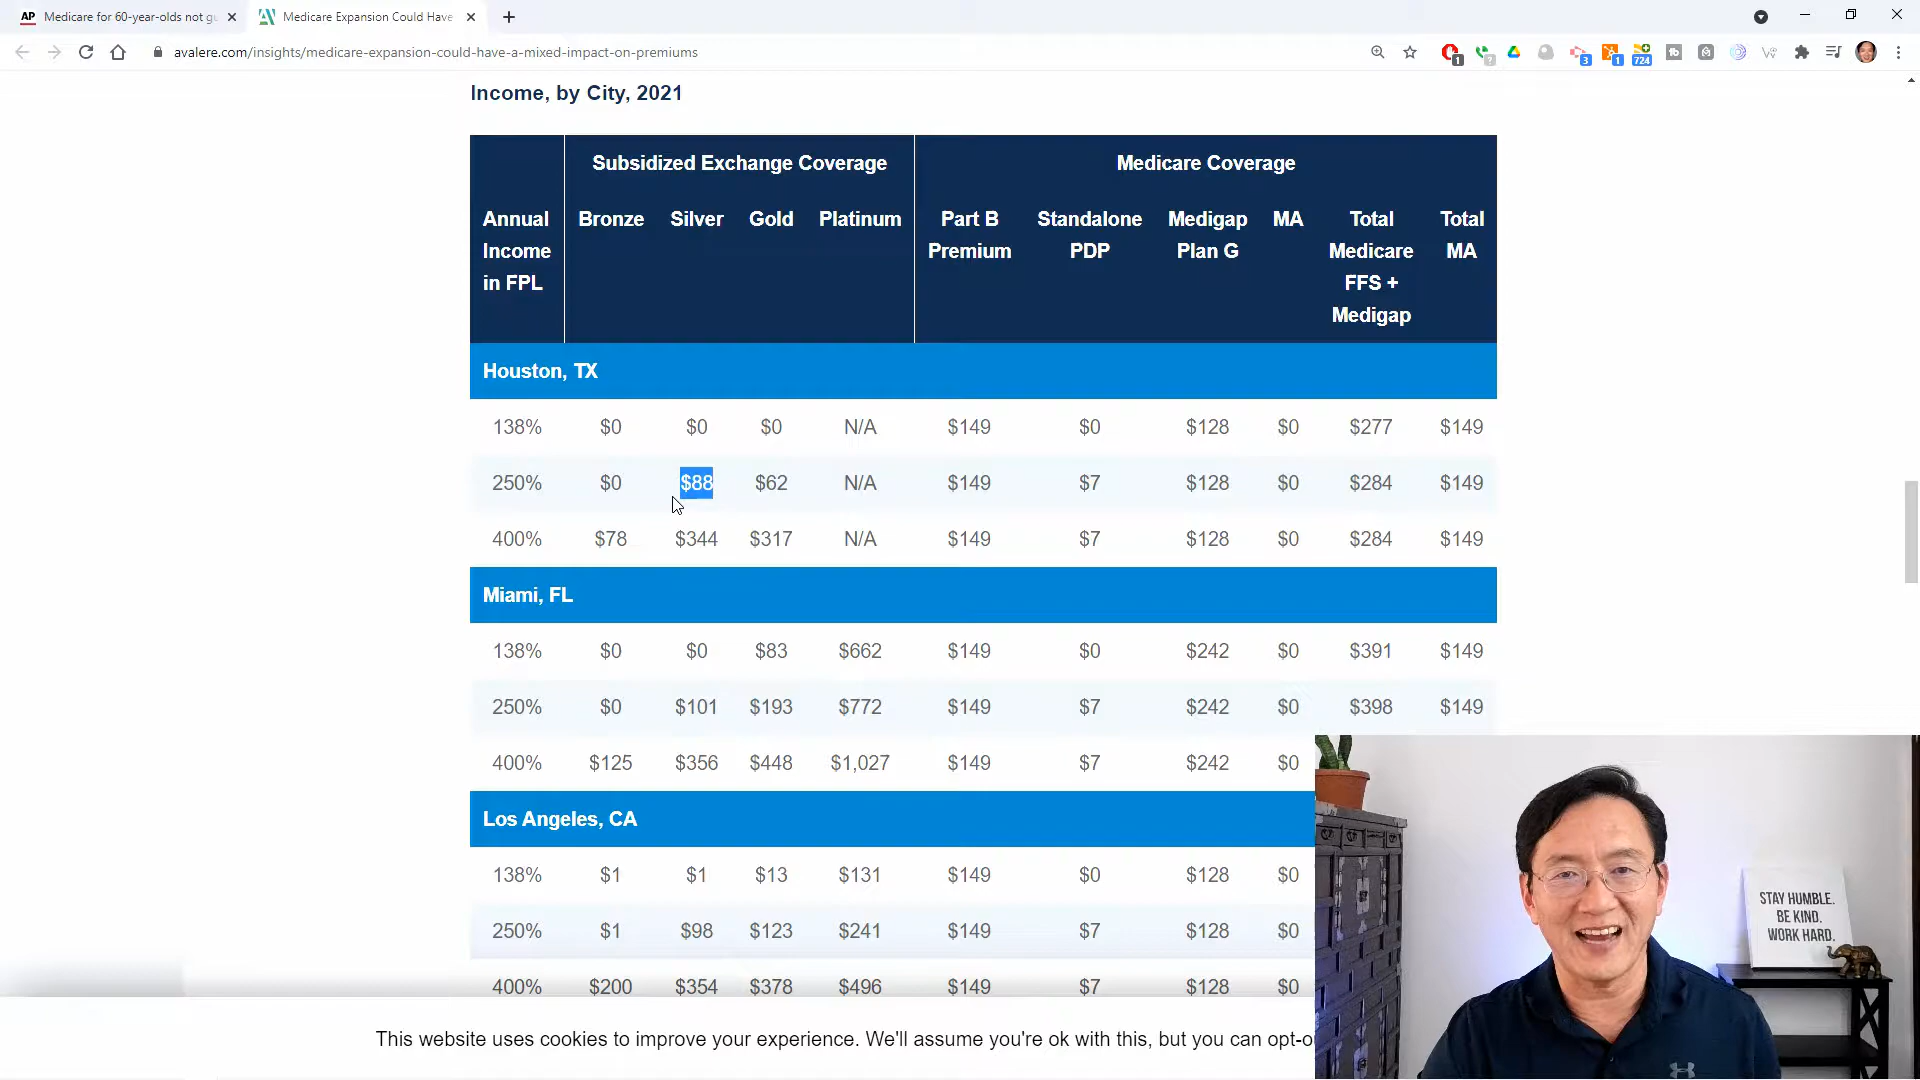 AP Medicare for 60-year-olds not gu
Medicare Expansion Could Have
avalere.com/insights/medicare-expansion-could-have-a-mixed-impact-on-premiums
1 ? 3 1 724
Income, by City, 2021
Subsidized Exchange Coverage Medicare Coverage
Annual Income in FPL Bronze Silver Gold Platinum Part B Premium Standalone PDP Medigap Plan G MA Total Medicare FFS + Medigap Total MA
Houston, TX
138% $0 $0 $0 N/A $149 $0 $128 $0 $277 $149
250% $0 $88 $62 N/A $149 $7 $128 $0 $284 $149
400% $78 $344 $317 N/A $149 $7 $128 $0 $284 $149
Miami, FL
138% $0 $0 $83 $662 $149 $0 $242 $0 $391 $149
250% $0 $101 $193 $772 $149 $7 $242 $0 $398 $149
400% $125 $356 $448 $1,027 $149 $7 $242 $0
Los Angeles, CA
138% $1 $1 $13 $131 $149 $0 $128 $0
250% $1 $98 $123 $241 $149 $7 $128 $0
400% $200 $354 $378 $496 $149 $7 $128 $0
STAY HUMBLE.
BE KIND.
WORK HARD.
This website uses cookies to improve your experience. We'll assume you're ok with this, but you can opt-o